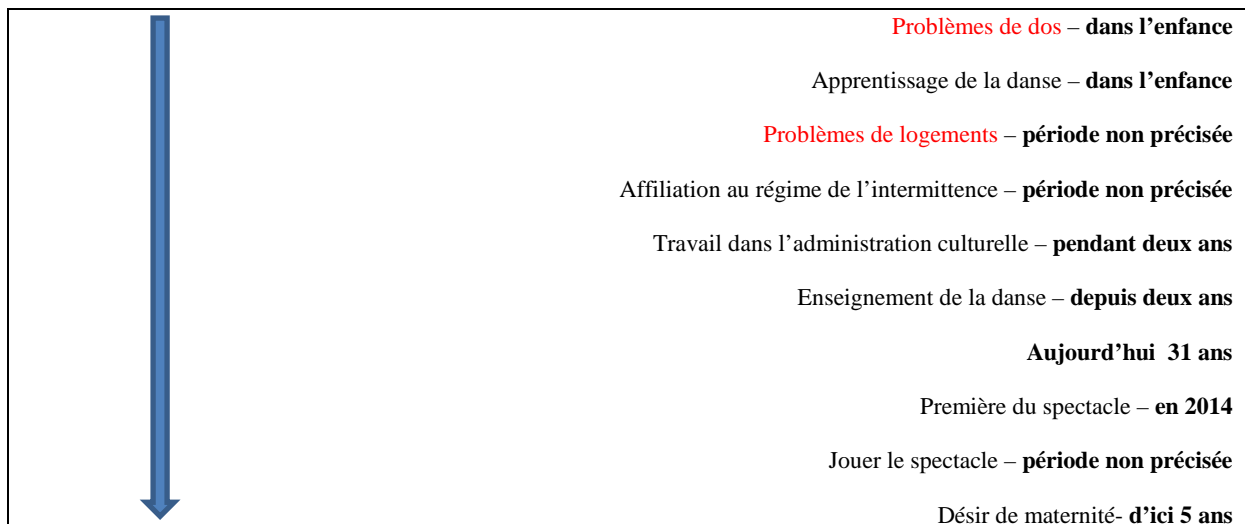 Problèmes de dos – dans l’enfance
Apprentissage de la danse – dans l’enfance
Problèmes de logements – période non précisée
Affiliation au régime de l’intermittence – période non précisée
Travail dans l’administration culturelle – pendant deux ans
Enseignement de la danse – depuis deux ans
Aujourd’hui 31 ans
Première du spectacle – en 2014
Jouer le spectacle – période non précisée
Désir de maternité- d’ici 5 ans